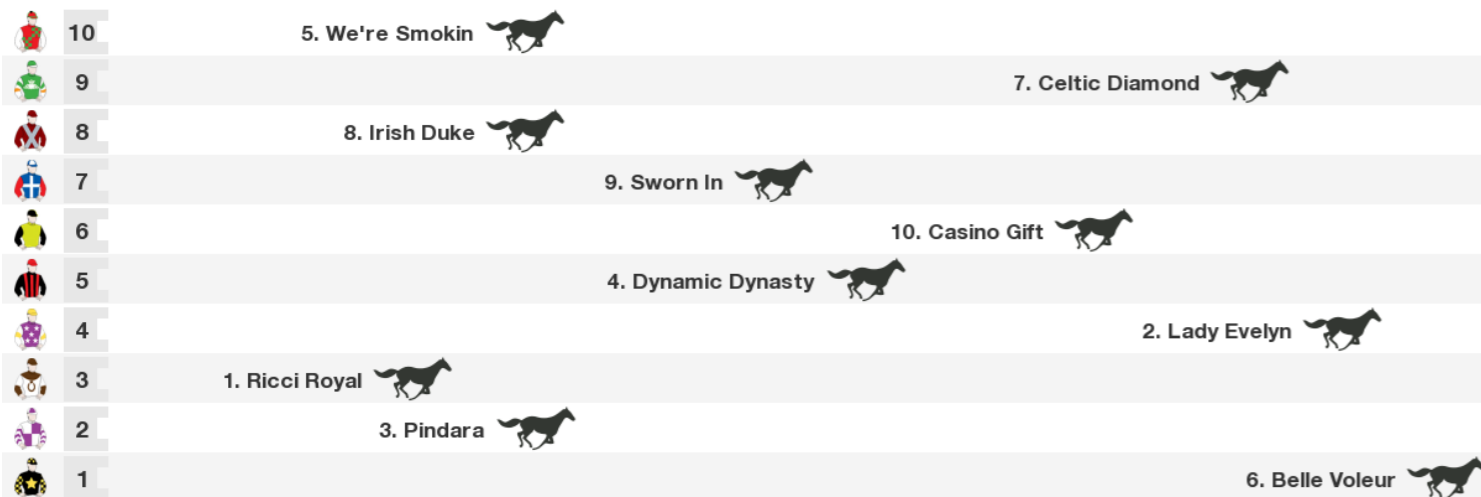 10 5. We're Smokin
9 7. Celtic Diamond
8 8. Irish Duke
7 9. Sworn In
6 10. Casino Gift
5 4. Dynamic Dynasty
4 2. Lady Evelyn
3 1. Ricci Royal
2 3. Pindara
1 6. Belle Voleur